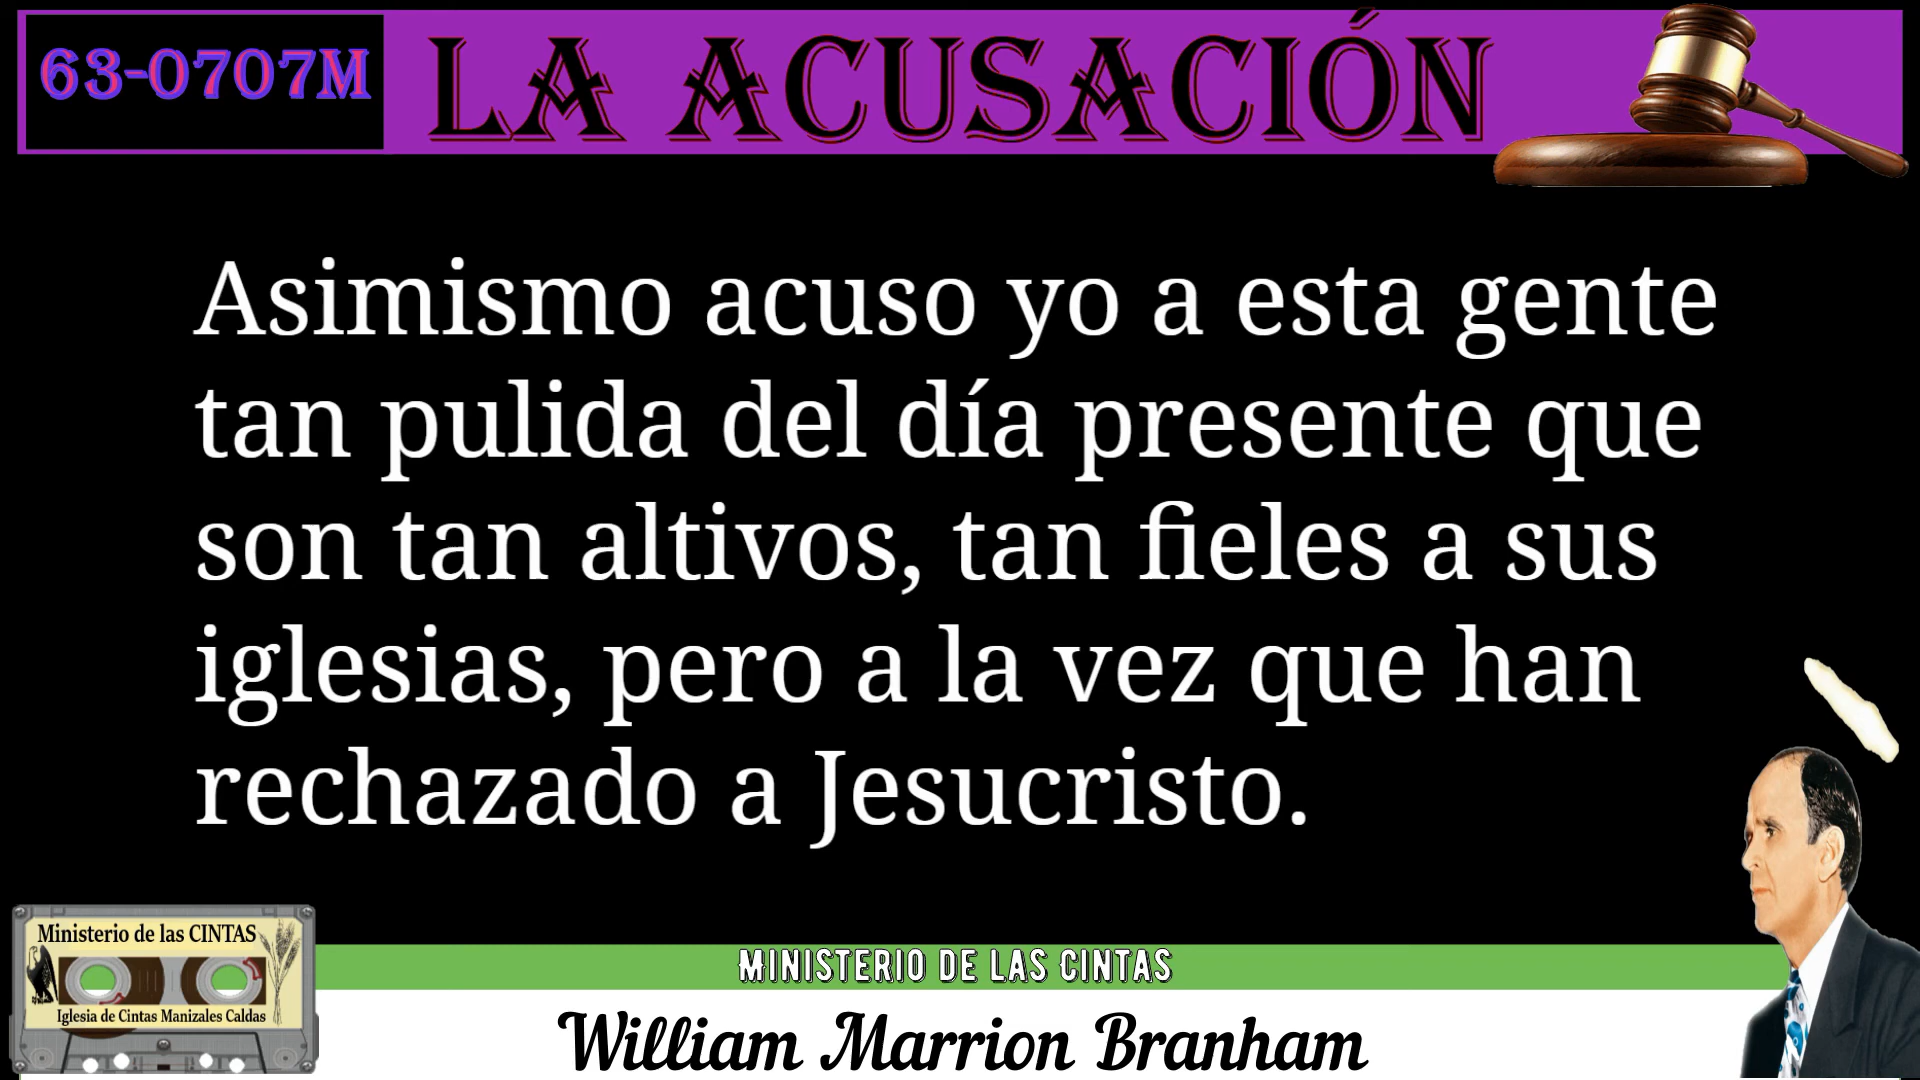 63-0707M
LA ACUSACIÓN
Asimismo acuso yo a esta gente
tan pulida del día presente que
son tan altivos, tan fieles a sus
iglesias, pero a la vez que han
rechazado a Jesucristo.
Ministerio de las CINTAS
Iglesia de Cintas Manizales Caldas
MINISTERIO DE LAS CINTAS
William Marrion Branham